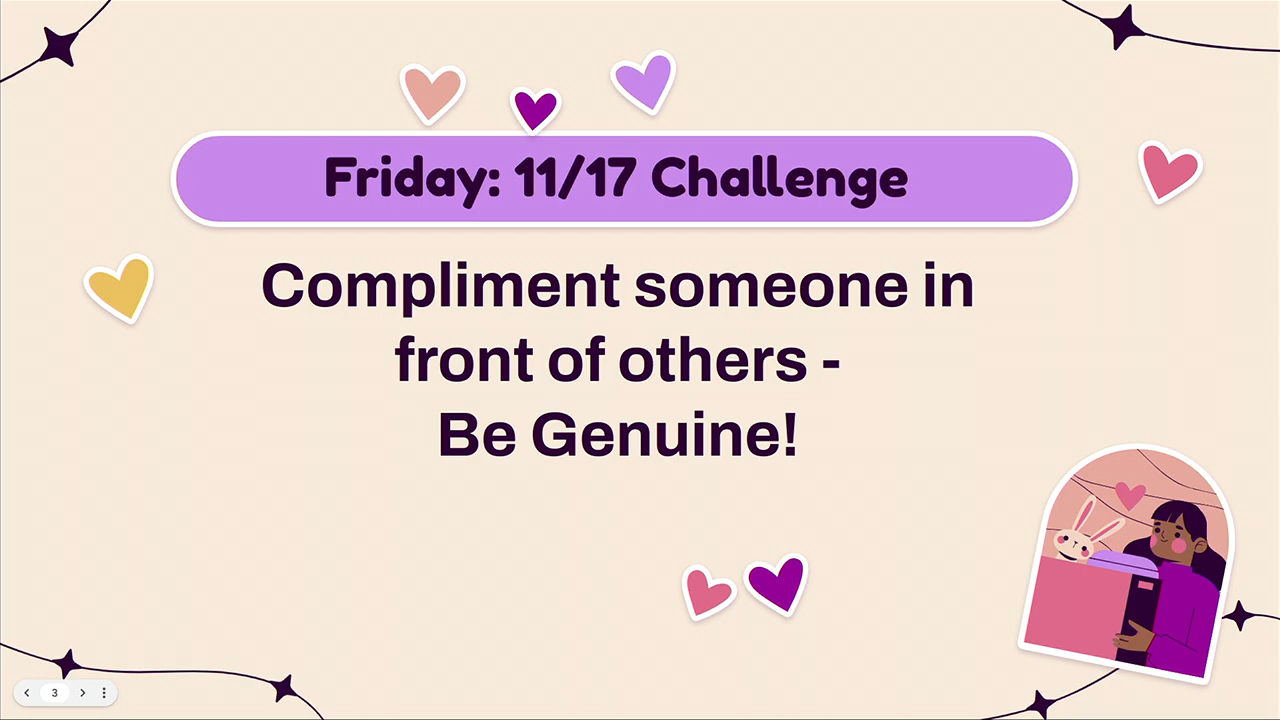 Friday: 11/17 Challenge
Compliment someone in
front of others -
Be Genuine!
3